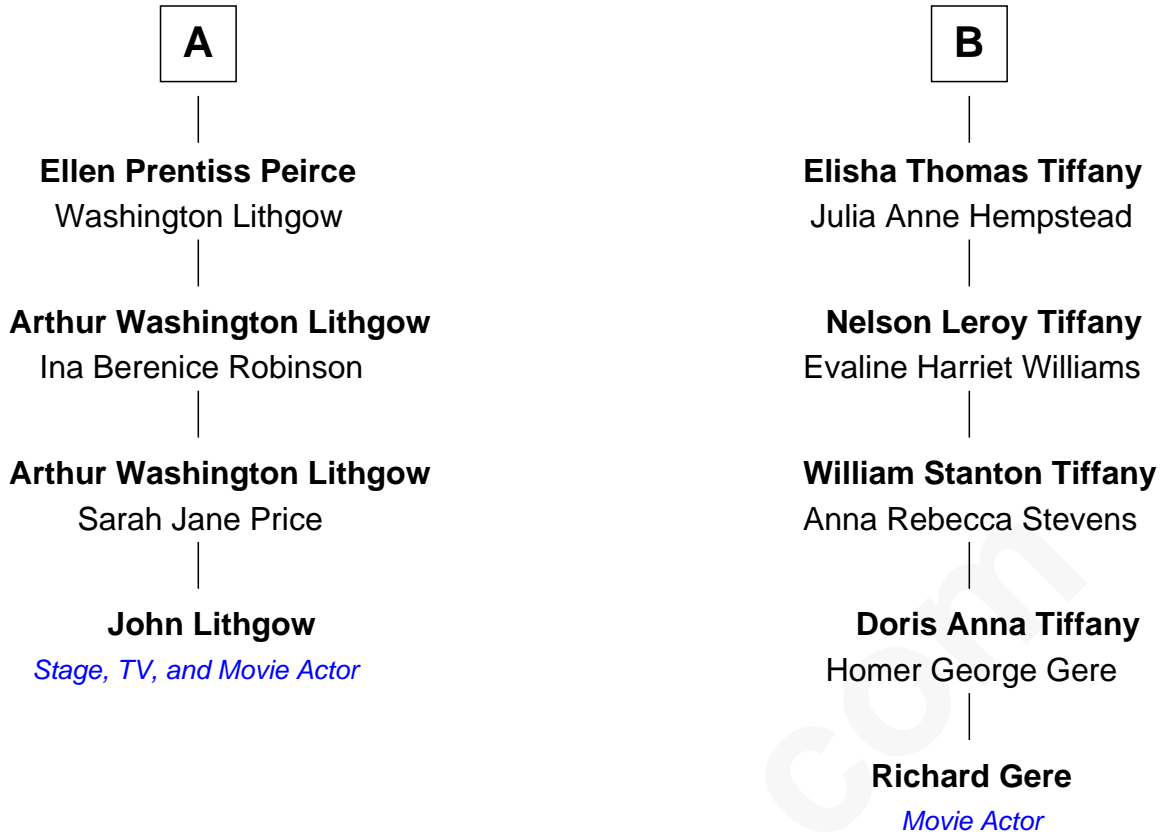 A
Ellen Prentiss Peirce
Washington Lithgow
Arthur Washington Lithgow
Ina Berenice Robinson
Arthur Washington Lithgow
Sarah Jane Price
John Lithgow
Stage, TV, and Movie Actor
B
Elisha Thomas Tiffany
Julia Anne Hempstead
Nelson Leroy Tiffany
Evaline Harriet Williams
William Stanton Tiffany
Anna Rebecca Stevens
Doris Anna Tiffany
Homer George Gere
Richard Gere
Movie Actor
com